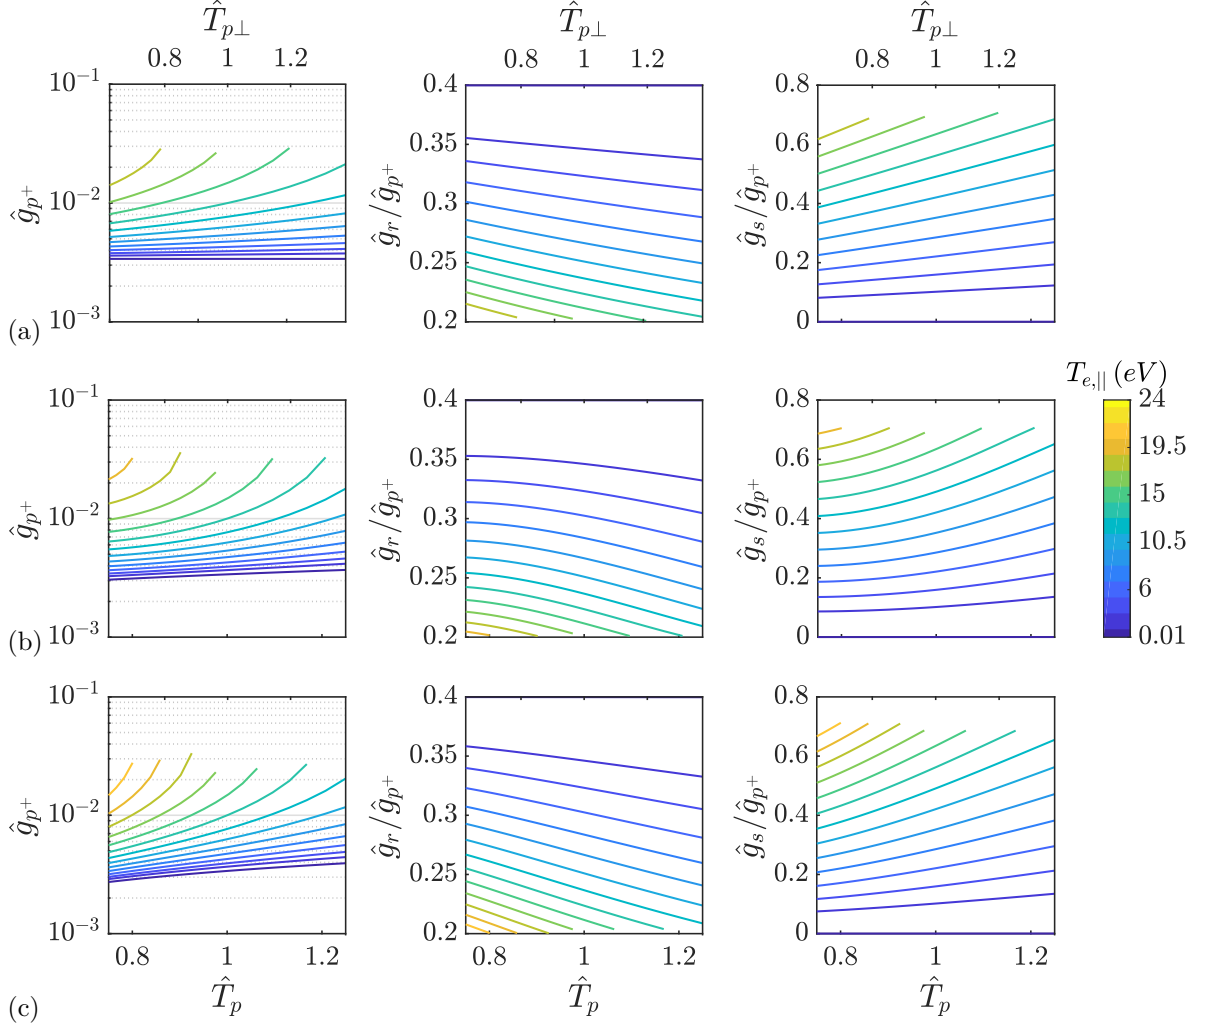 T̂p⊥ T̂p⊥ T̂p⊥
0.8 1 1.2 0.8 1 1.2 0.8 1 1.2
10⁻¹ 0.4 0.8
0.35 0.6
10⁻² 0.3 0.4
0.25 0.2
10⁻³ 0.2 0
ĝp⁺ ĝr/ĝp⁺ ĝs/ĝp⁺
(a)
Te,|| (eV)
10⁻¹ 0.4 0.8 24
0.35 0.6 19.5
10⁻² 0.3 0.4 15
0.25 0.2 10.5
10⁻³ 0.2 0 6
0.01
ĝp⁺ ĝr/ĝp⁺ ĝs/ĝp⁺
(b)
10⁻¹ 0.4 0.8
0.35 0.6
10⁻² 0.3 0.4
0.25 0.2
10⁻³ 0.2 0
ĝp⁺ ĝr/ĝp⁺ ĝs/ĝp⁺
0.8 1 1.2 0.8 1 1.2 0.8 1 1.2
T̂p T̂p T̂p
(c)